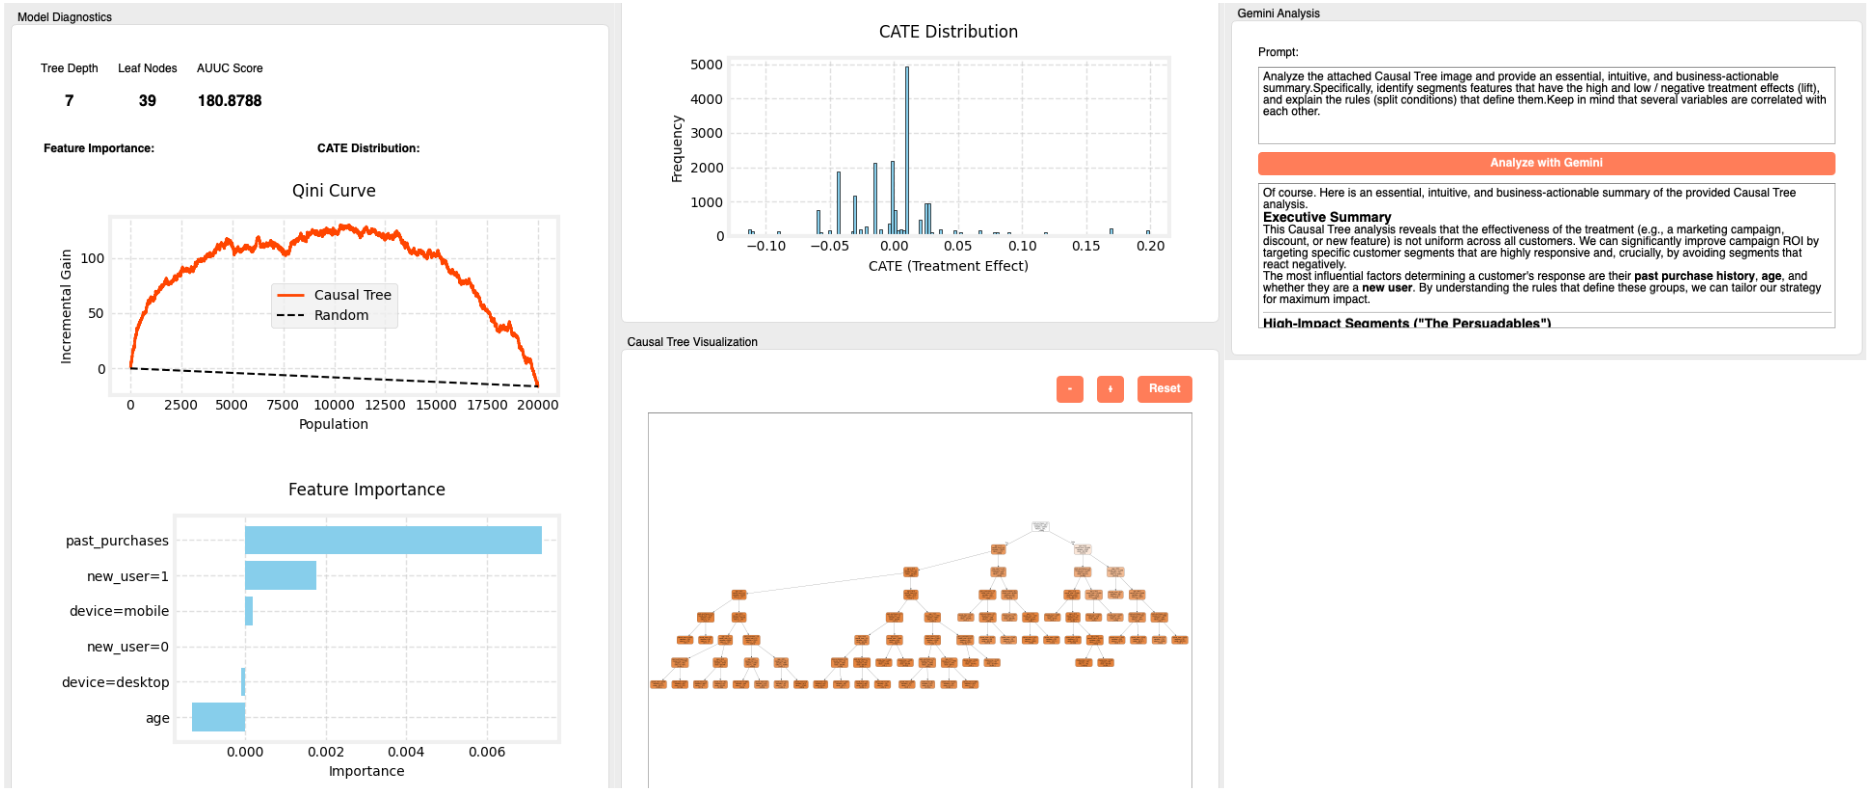 Model Diagnostics
Tree Depth Leaf Nodes AUUC Score
7 39 180.8788
Feature Importance: CATE Distribution:
Qini Curve
Incremental Gain
100
50
0
Causal Tree
Random
0 2500 5000 7500 10000 12500 15000 17500 20000
Population
Feature Importance
past_purchases
new_user=1
device=mobile
new_user=0
device=desktop
age
0.000 0.002 0.004 0.006
Importance
CATE Distribution
Frequency
5000
4000
3000
2000
1000
0
−0.10 −0.05 0.00 0.05 0.10 0.15 0.20
CATE (Treatment Effect)
Causal Tree Visualization
- + Reset
Gemini Analysis
Prompt:
Analyze the attached Causal Tree image and provide an essential, intuitive, and business-actionable
summary.Specifically, identify segments features that have the high and low / negative treatment effects (lift),
and explain the rules (split conditions) that define them.Keep in mind that several variables are correlated with
each other.
Analyze with Gemini
Of course. Here is an essential, intuitive, and business-actionable summary of the provided Causal Tree
analysis.
Executive Summary
This Causal Tree analysis reveals that the effectiveness of the treatment (e.g., a marketing campaign,
discount, or new feature) is not uniform across all customers. We can significantly improve campaign ROI by
targeting specific customer segments that are highly responsive and, crucially, by avoiding segments that
react negatively.
The most influential factors determining a customer's response are their past purchase history, age, and
whether they are a new user. By understanding the rules that define these groups, we can tailor our strategy
for maximum impact.
High-Impact Segments ("The Persuadables")